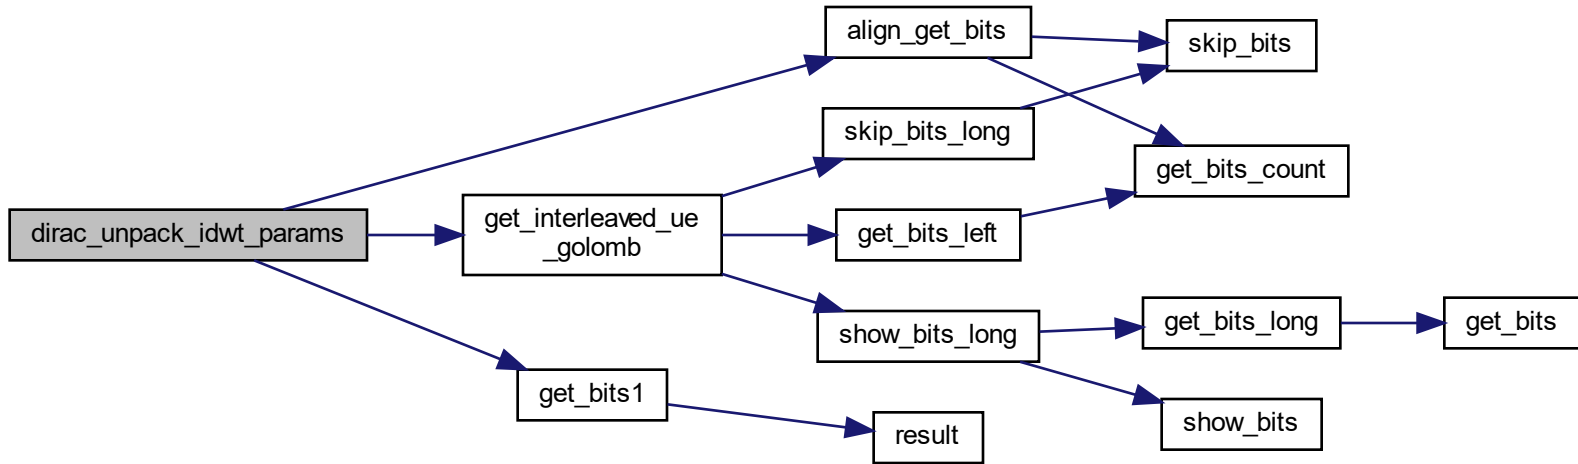 dirac_unpack_idwt_params
get_interleaved_ue
_golomb
get_bits1
align_get_bits
skip_bits_long
get_bits_left
show_bits_long
result
skip_bits
get_bits_count
get_bits_long
show_bits
get_bits